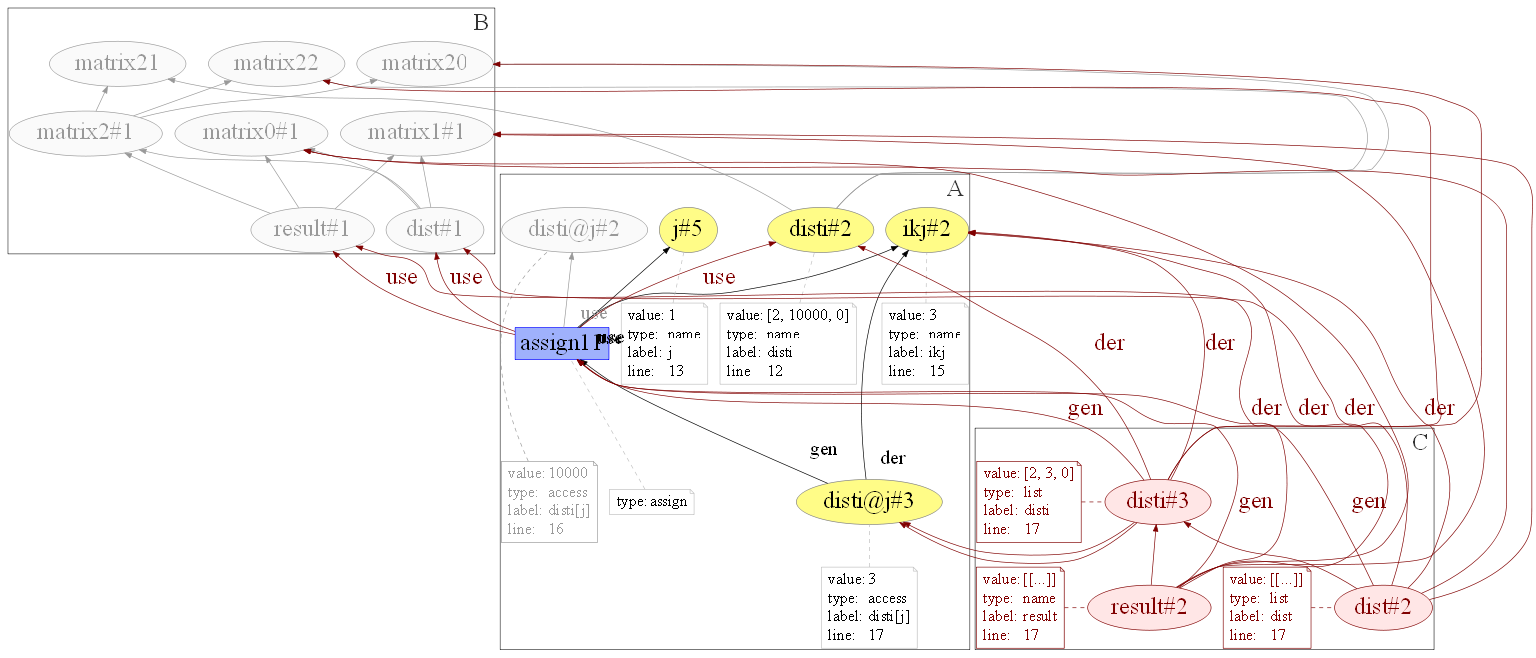 B
matrix21
matrix22
matrix20
matrix2#1
matrix0#1
matrix1#1
result#1
dist#1
A
disti@j#2
j#5
disti#2
ikj#2
use
use
use
use
use
assign11
value: 1
type: name
label: j
line: 13
value: [2, 10000, 0]
type: name
label: disti
line: 12
value: 3
type: name
label: ikj
line: 15
der
der
gen
der
der
der
der
gen
der
value: 10000
type: access
label: disti[j]
line: 16
type: assign
disti@j#3
value: 3
type: access
label: disti[j]
line: 17
C
value: [2, 3, 0]
type: list
label: disti
line: 17
disti#3
gen
gen
value: [[...]]
type: name
label: result
line: 17
result#2
value: [[...]]
type: list
label: dist
line: 17
dist#2